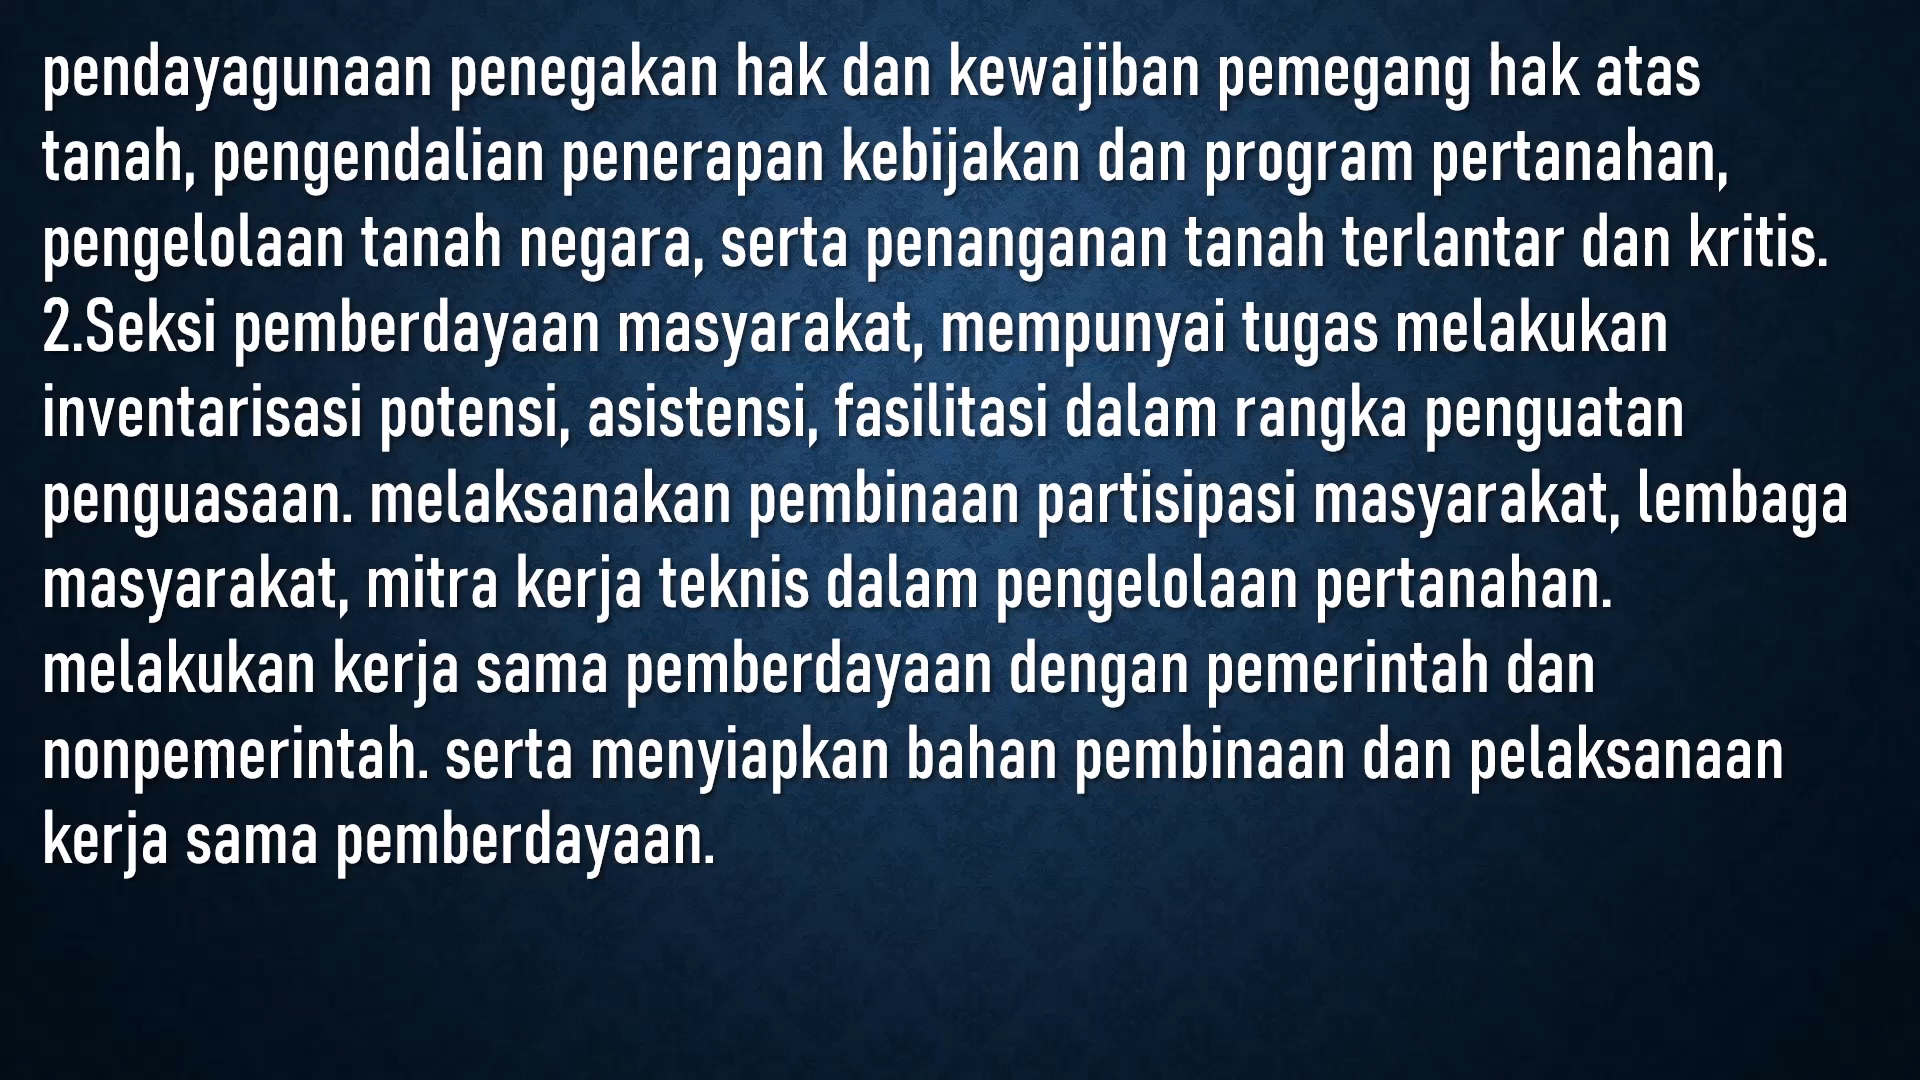 pendayagunaan penegakan hak dan kewajiban pemegang hak atas
tanah, pengendalian penerapan kebijakan dan program pertanahan,
pengelolaan tanah negara, serta penanganan tanah terlantar dan kritis.
2.Seksi pemberdayaan masyarakat, mempunyai tugas melakukan
inventarisasi potensi, asistensi, fasilitasi dalam rangka penguatan
penguasaan. melaksanakan pembinaan partisipasi masyarakat, lembaga
masyarakat, mitra kerja teknis dalam pengelolaan pertanahan.
melakukan kerja sama pemberdayaan dengan pemerintah dan
nonpemerintah. serta menyiapkan bahan pembinaan dan pelaksanaan
kerja sama pemberdayaan.